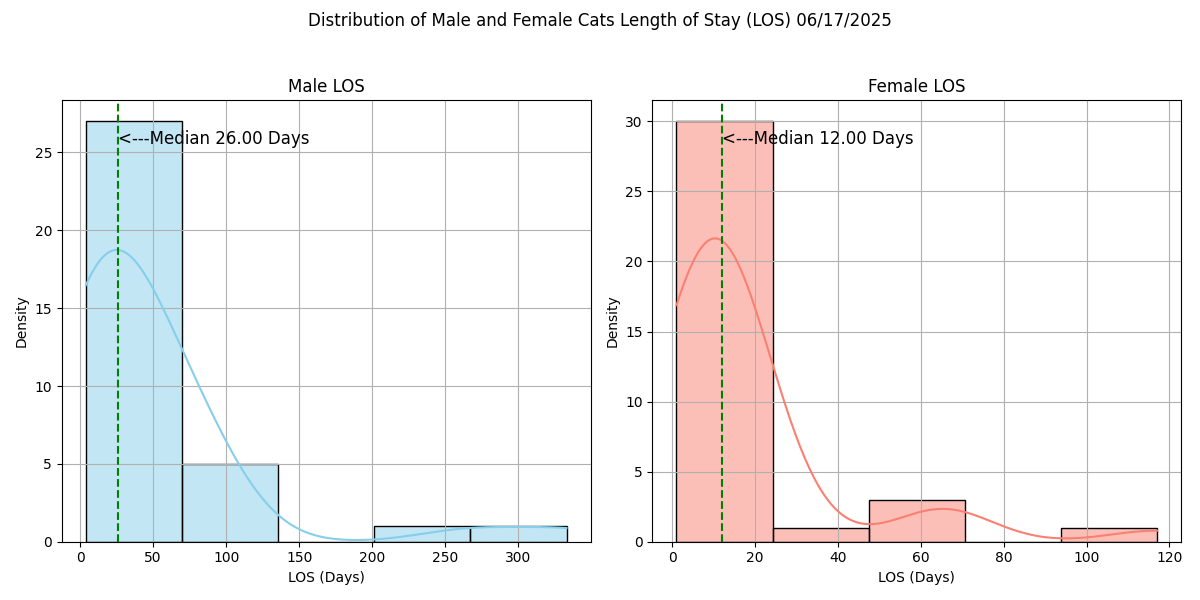 Distribution of Male and Female Cats Length of Stay (LOS) 06/17/2025
Male LOS
<---Median 26.00 Days
Density
0
5
10
15
20
25
0 50 100 150 200 250 300
LOS (Days)
Female LOS
<---Median 12.00 Days
Density
0
5
10
15
20
25
30
0 20 40 60 80 100 120
LOS (Days)